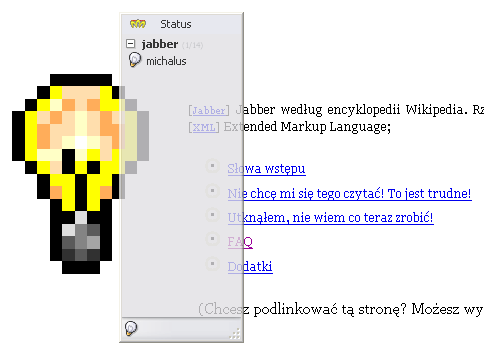 Status
jabber (1/14)
michalus
[Jabber] Jabber według encyklopedii Wikipedia. Rz
[XML] Extended Markup Language;
Słowa wstępu
Nie chcę mi się tego czytać! To jest trudne!
Utknąłem, nie wiem co teraz zrobić!
FAQ
Dodatki
(Chcesz podlinkować tą stronę? Możesz wy